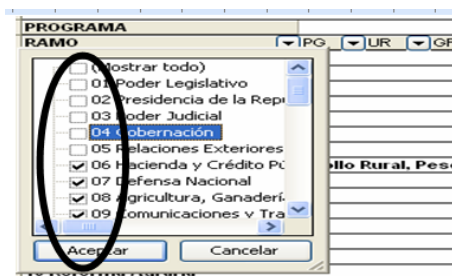 PROGRAMA
RAMO PG UR GF
(Mostrar todo)
01 Poder Legislativo
02 Presidencia de la Repú
03 Poder Judicial
04 Gobernación
05 Relaciones Exteriores
06 Hacienda y Crédito Pú
ollo Rural, Pesc
07 Defensa Nacional
08 Agricultura, Ganaderí
09 Comunicaciones y Tra
Aceptar Cancelar